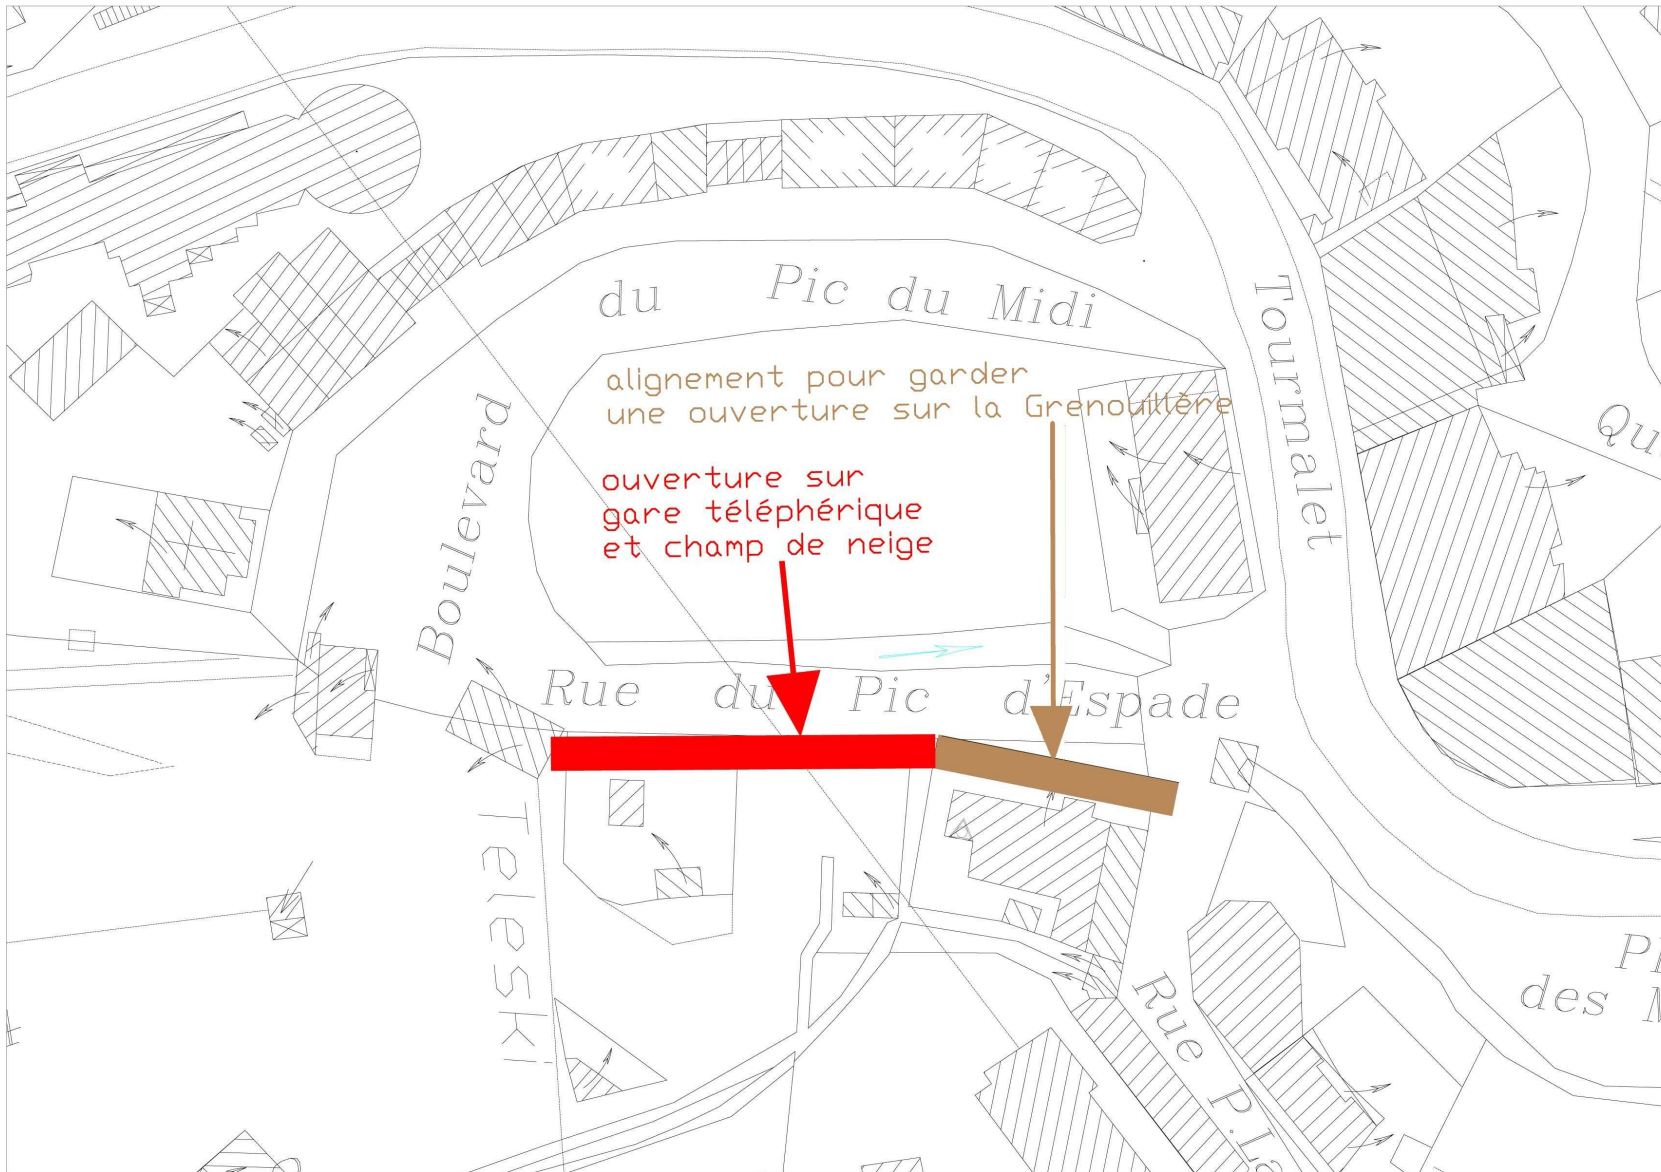 du Pic du Midi
Tourmalet
alignement pour garder
une ouverture sur la Grenouillère
Boulevard
ouverture sur
gare téléphérique
et champ de neige
Rue du Pic d'Espade
Teleski
Rue P.La
des